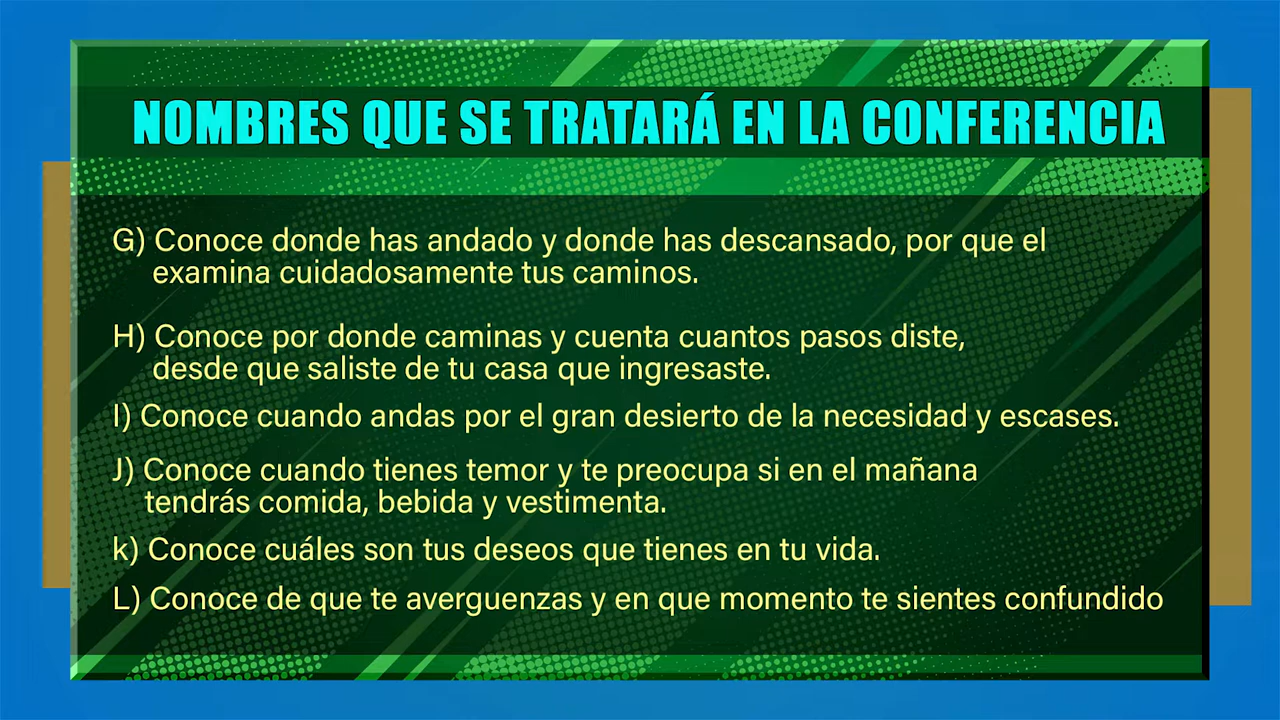 NOMBRES QUE SE TRATARÁ EN LA CONFERENCIA
G) Conoce donde has andado y donde has descansado, por que el
examina cuidadosamente tus caminos.
H) Conoce por donde caminas y cuenta cuantos pasos diste,
desde que saliste de tu casa que ingresaste.
I) Conoce cuando andas por el gran desierto de la necesidad y escases.
J) Conoce cuando tienes temor y te preocupa si en el mañana
tendrás comida, bebida y vestimenta.
k) Conoce cuáles son tus deseos que tienes en tu vida.
L) Conoce de que te averguenzas y en que momento te sientes confundido